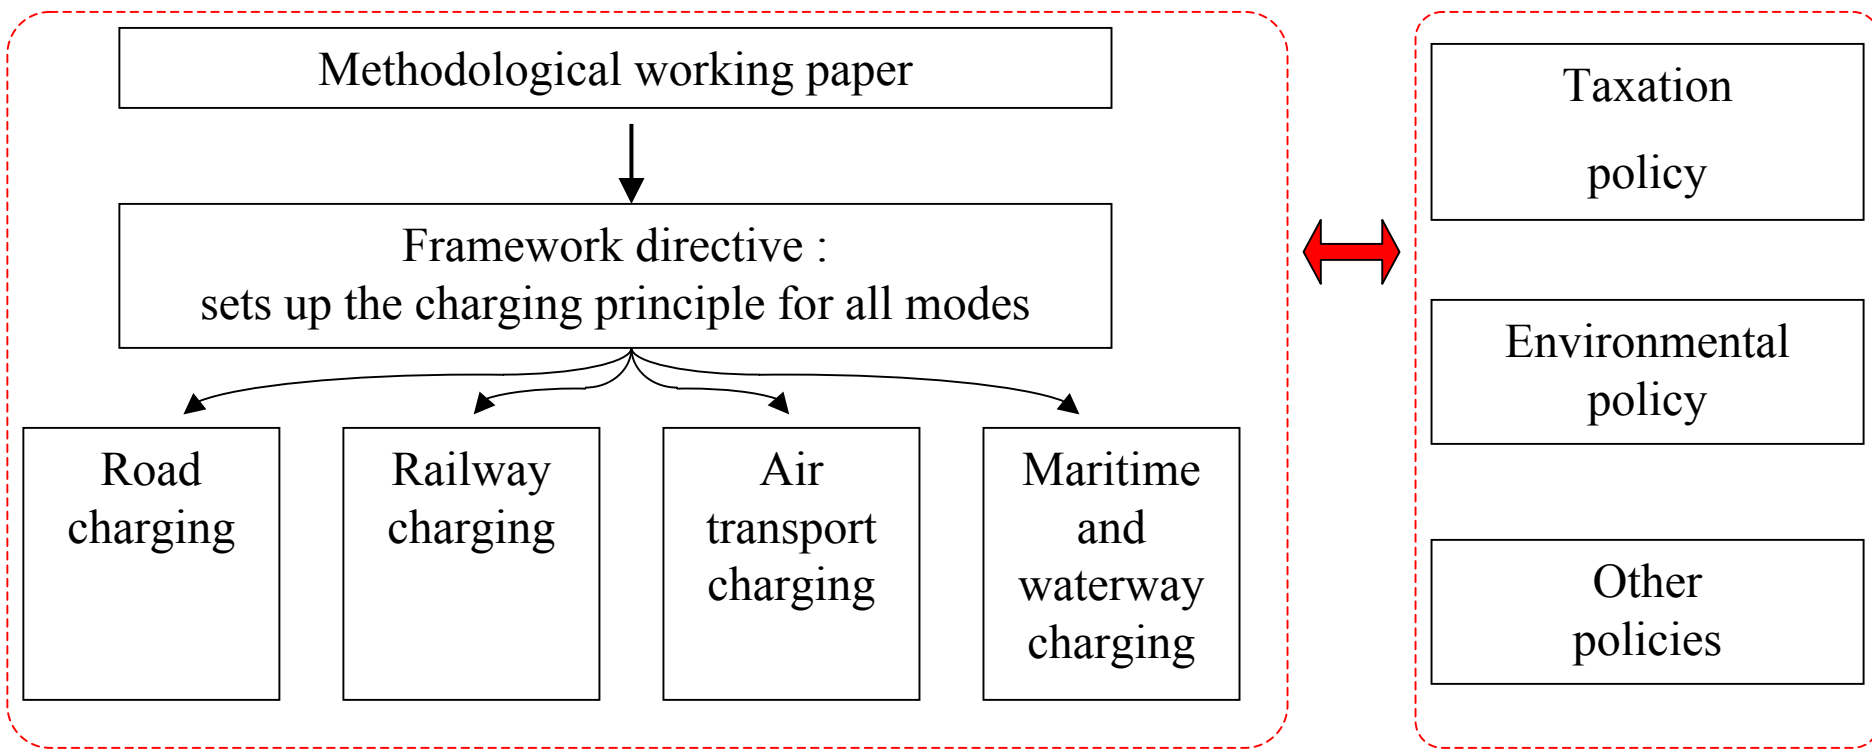 Methodological working paper
Framework directive :
sets up the charging principle for all modes
Road
charging
Railway
charging
Air
transport
charging
Maritime
and
waterway
charging
Taxation
policy
Environmental
policy
Other
policies